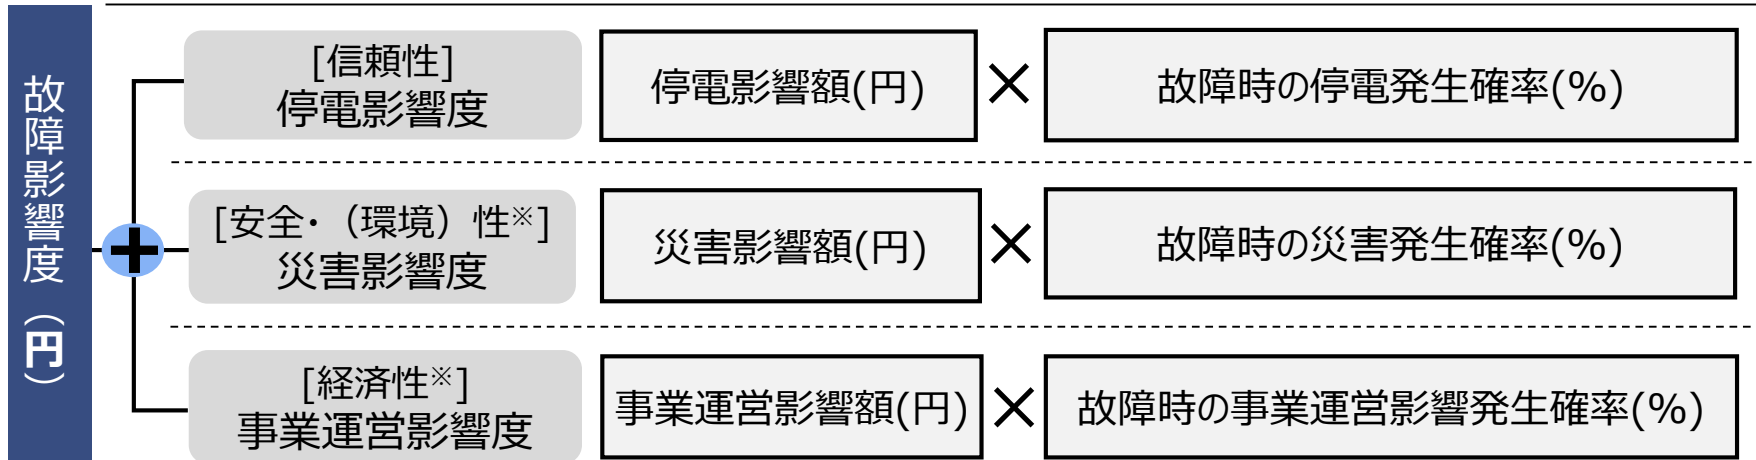 故障影響度（円）
[信頼性]
停電影響度
停電影響額(円)
×
故障時の停電発生確率(%)
+
[安全・（環境）性※]
災害影響度
災害影響額(円)
×
故障時の災害発生確率(%)
[経済性※]
事業運営影響度
事業運営影響額(円)
×
故障時の事業運営影響発生確率(%)